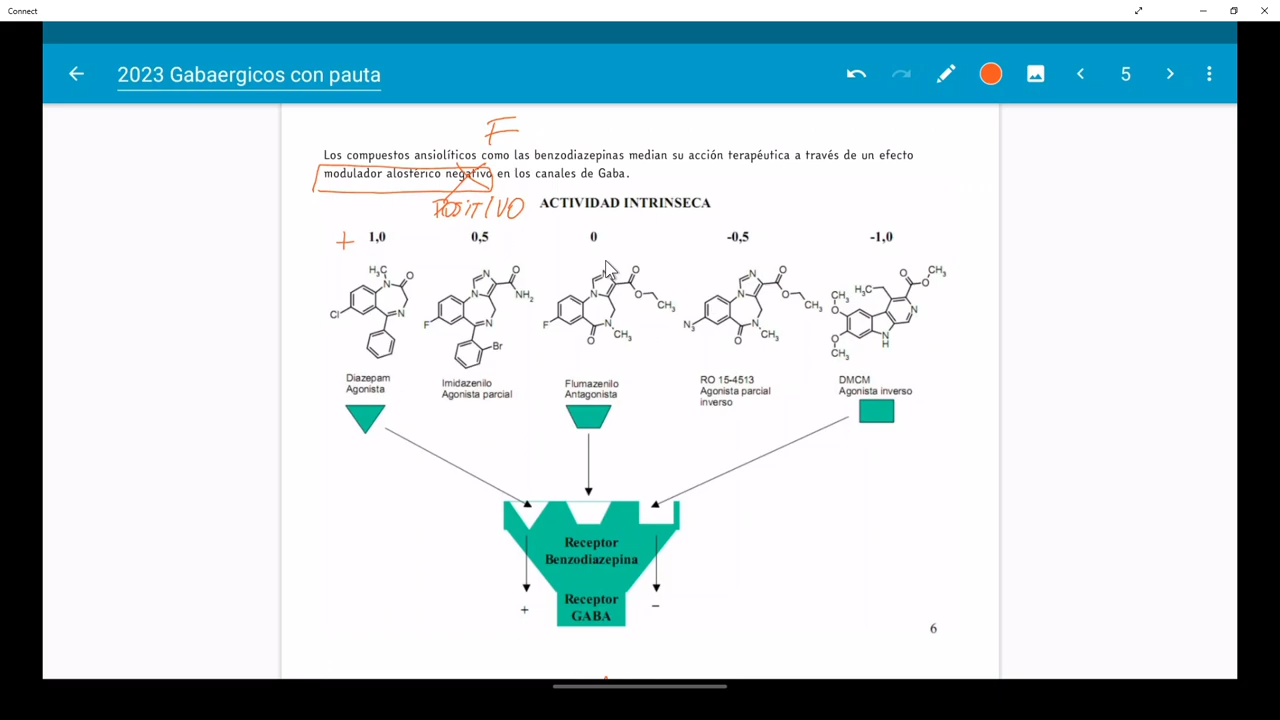 Connect
2023 Gabaergicos con pauta
5
F
Los compuestos ansiolíticos como las benzodiazepinas median su acción terapéutica a través de un efecto
modulador alostérico negativo en los canales de Gaba.
POSITIVO
ACTIVIDAD INTRINSECA
+ 1,0 0,5 0 -0,5 -1,0
H₃C N O Cl N
F N N O NH₂ N Br
F N N O O CH₃ N CH₃ O
N₃ N N O O CH₃ N CH₃ O
CH₃ O O CH₃ H₃C O O CH₃ N N H
Diazepam
Agonista
Imidazenilo
Agonista parcial
Flumazenilo
Antagonista
RO 15-4513
Agonista parcial
inverso
DMCM
Agonista inverso
Receptor
Benzodiazepina
Receptor
GABA
+ −
6